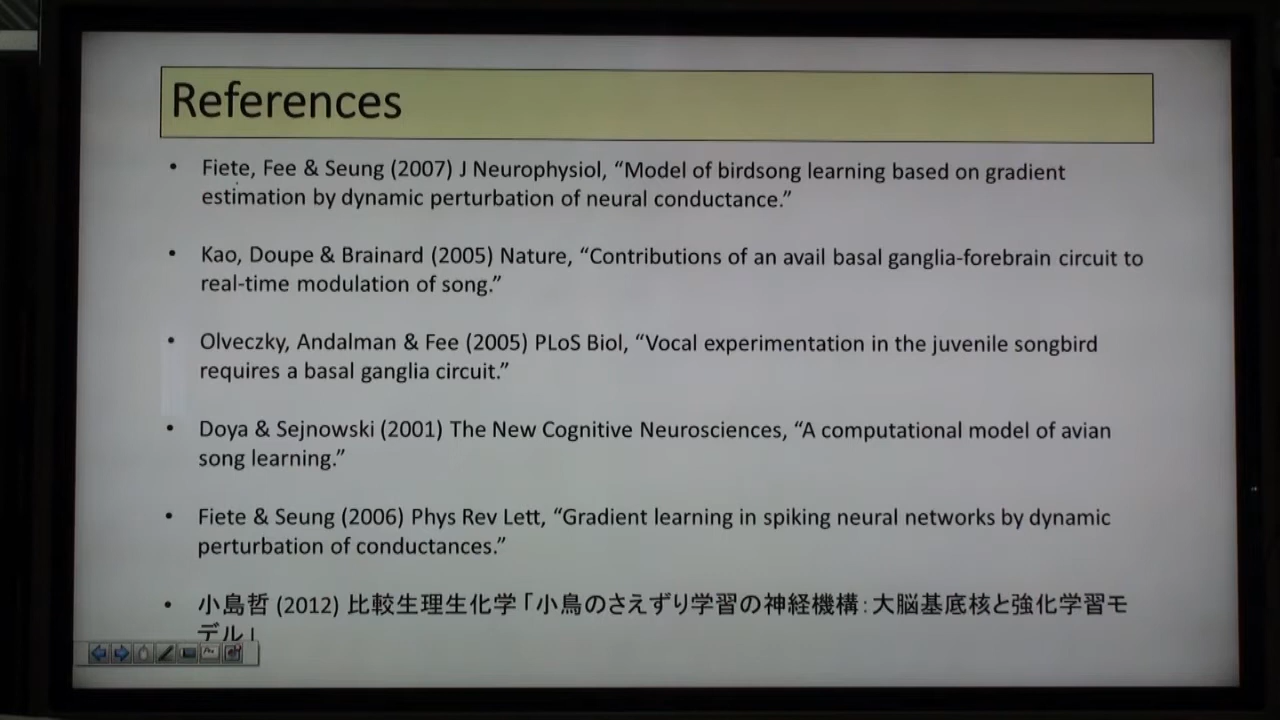 References
• Fiete, Fee & Seung (2007) J Neurophysiol, “Model of birdsong learning based on gradient
estimation by dynamic perturbation of neural conductance.”
• Kao, Doupe & Brainard (2005) Nature, “Contributions of an avail basal ganglia-forebrain circuit to
real-time modulation of song.”
• Olveczky, Andalman & Fee (2005) PLoS Biol, “Vocal experimentation in the juvenile songbird
requires a basal ganglia circuit.”
• Doya & Sejnowski (2001) The New Cognitive Neurosciences, “A computational model of avian
song learning.”
• Fiete & Seung (2006) Phys Rev Lett, “Gradient learning in spiking neural networks by dynamic
perturbation of conductances.”
• 小島哲 (2012) 比較生理生化学「小鳥のさえずり学習の神経機構：大脳基底核と強化学習モ
デル」